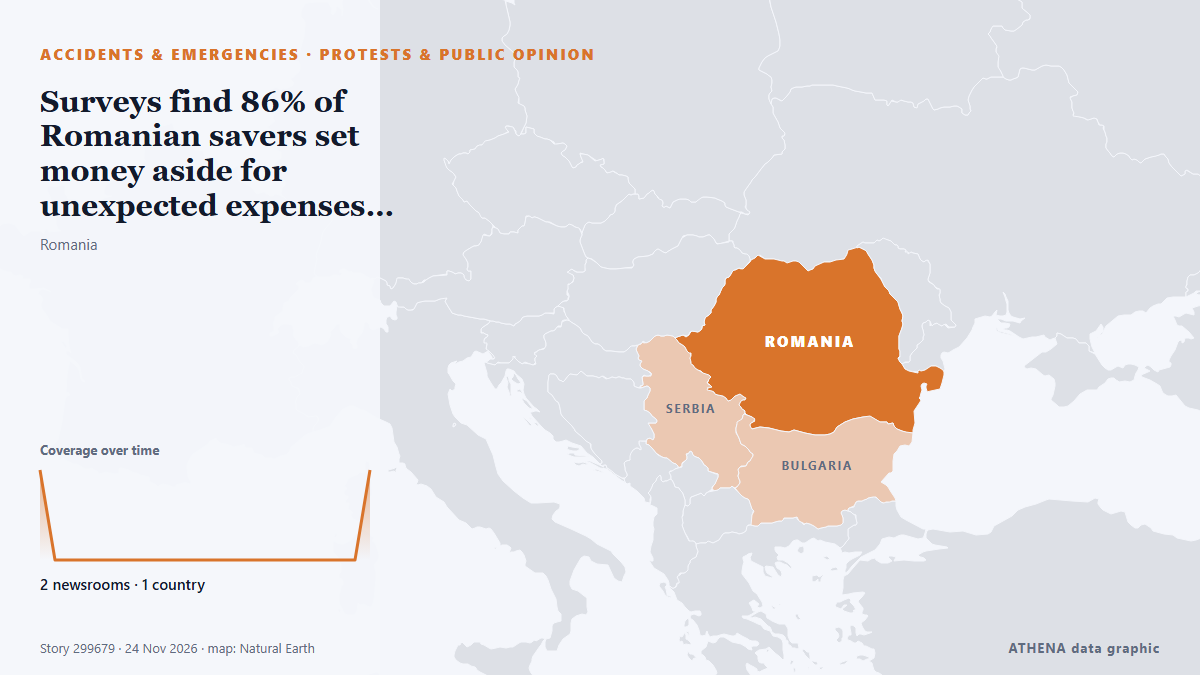 ACCIDENTS & EMERGENCIES · PROTESTS & PUBLIC OPINION
Surveys find 86% of
Romanian savers set
money aside for
unexpected expenses...
Romania
ROMANIA
SERBIA
BULGARIA
Coverage over time
2 newsrooms · 1 country
Story 299679 · 24 Nov 2026 · map: Natural Earth
ATHENA data graphic